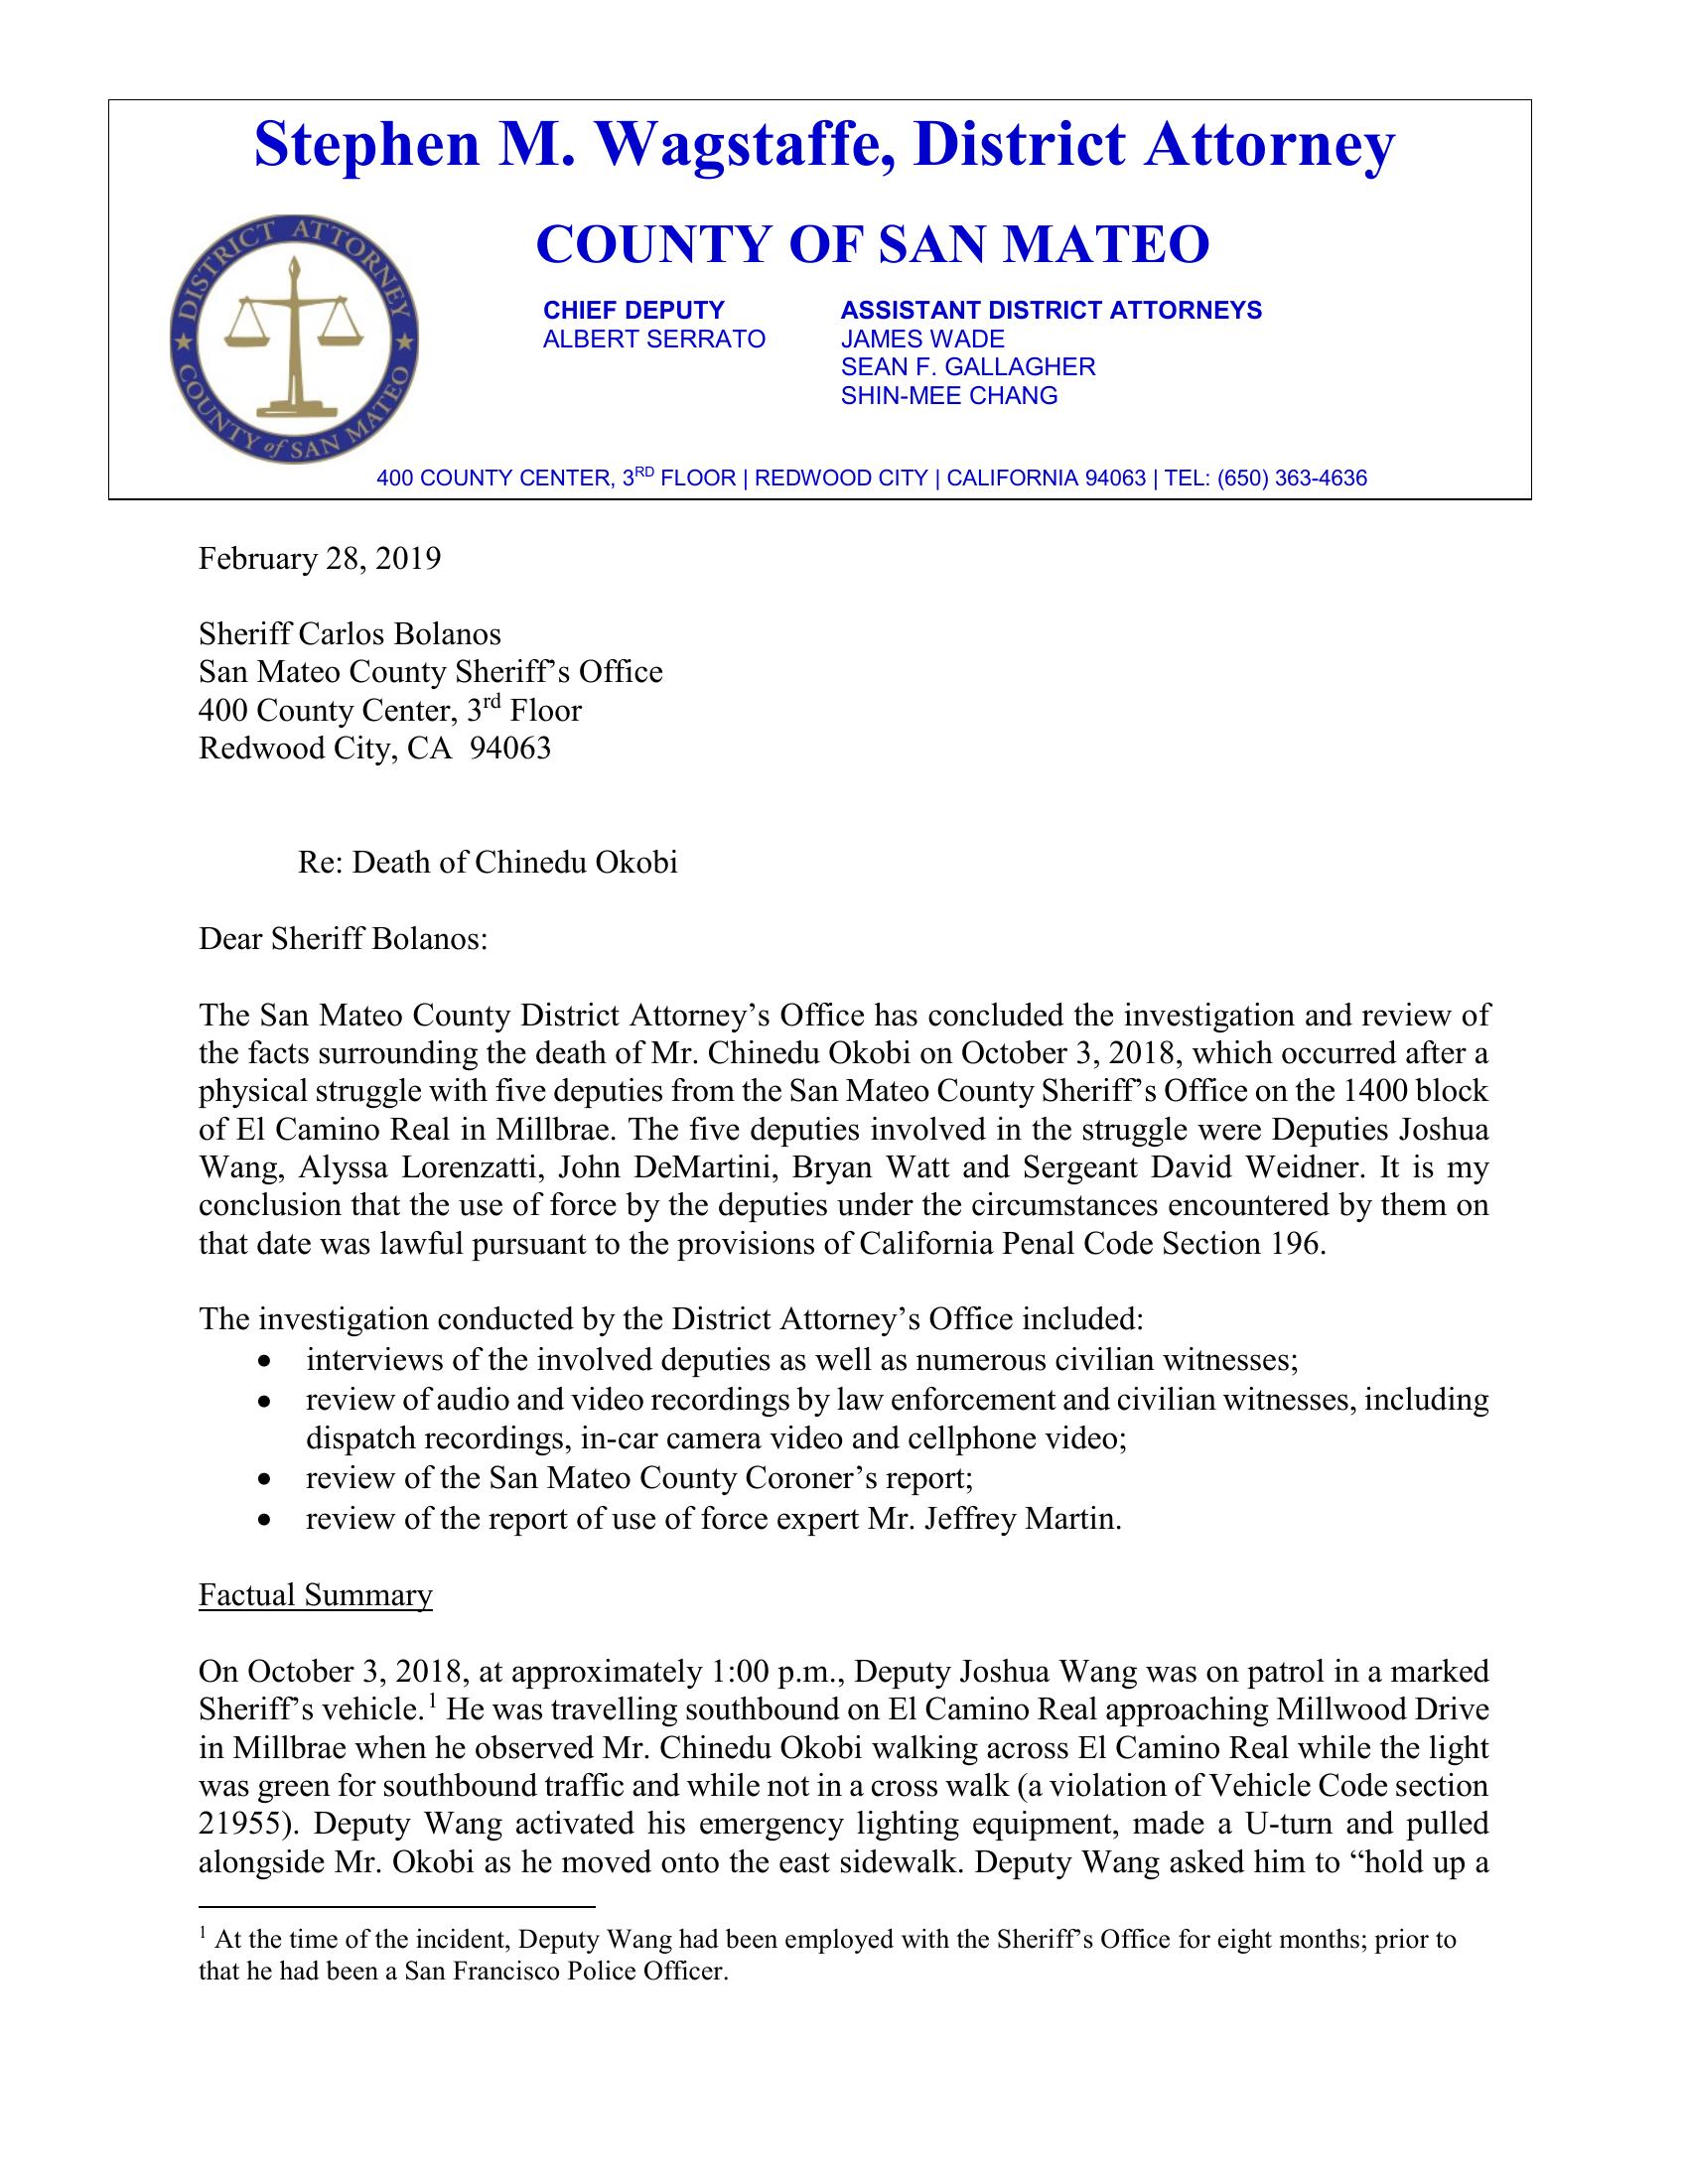 Stephen M. Wagstaffe, District Attorney
DISTRICT ATTORNEY
COUNTY of SAN MATEO
COUNTY OF SAN MATEO
CHIEF DEPUTY
ALBERT SERRATO
ASSISTANT DISTRICT ATTORNEYS
JAMES WADE
SEAN F. GALLAGHER
SHIN-MEE CHANG
400 COUNTY CENTER, 3RD FLOOR | REDWOOD CITY | CALIFORNIA 94063 | TEL: (650) 363-4636
February 28, 2019
Sheriff Carlos Bolanos
San Mateo County Sheriff’s Office
400 County Center, 3rd Floor
Redwood City, CA  94063
Re: Death of Chinedu Okobi
Dear Sheriff Bolanos:
The San Mateo County District Attorney’s Office has concluded the investigation and review of
the facts surrounding the death of Mr. Chinedu Okobi on October 3, 2018, which occurred after a
physical struggle with five deputies from the San Mateo County Sheriff’s Office on the 1400 block
of El Camino Real in Millbrae. The five deputies involved in the struggle were Deputies Joshua
Wang, Alyssa Lorenzatti, John DeMartini, Bryan Watt and Sergeant David Weidner. It is my
conclusion that the use of force by the deputies under the circumstances encountered by them on
that date was lawful pursuant to the provisions of California Penal Code Section 196.
The investigation conducted by the District Attorney’s Office included:
• interviews of the involved deputies as well as numerous civilian witnesses;
• review of audio and video recordings by law enforcement and civilian witnesses, including
dispatch recordings, in-car camera video and cellphone video;
• review of the San Mateo County Coroner’s report;
• review of the report of use of force expert Mr. Jeffrey Martin.
Factual Summary
On October 3, 2018, at approximately 1:00 p.m., Deputy Joshua Wang was on patrol in a marked
Sheriff’s vehicle.1 He was travelling southbound on El Camino Real approaching Millwood Drive
in Millbrae when he observed Mr. Chinedu Okobi walking across El Camino Real while the light
was green for southbound traffic and while not in a cross walk (a violation of Vehicle Code section
21955). Deputy Wang activated his emergency lighting equipment, made a U-turn and pulled
alongside Mr. Okobi as he moved onto the east sidewalk. Deputy Wang asked him to “hold up a
1 At the time of the incident, Deputy Wang had been employed with the Sheriff’s Office for eight months; prior to
that he had been a San Francisco Police Officer.